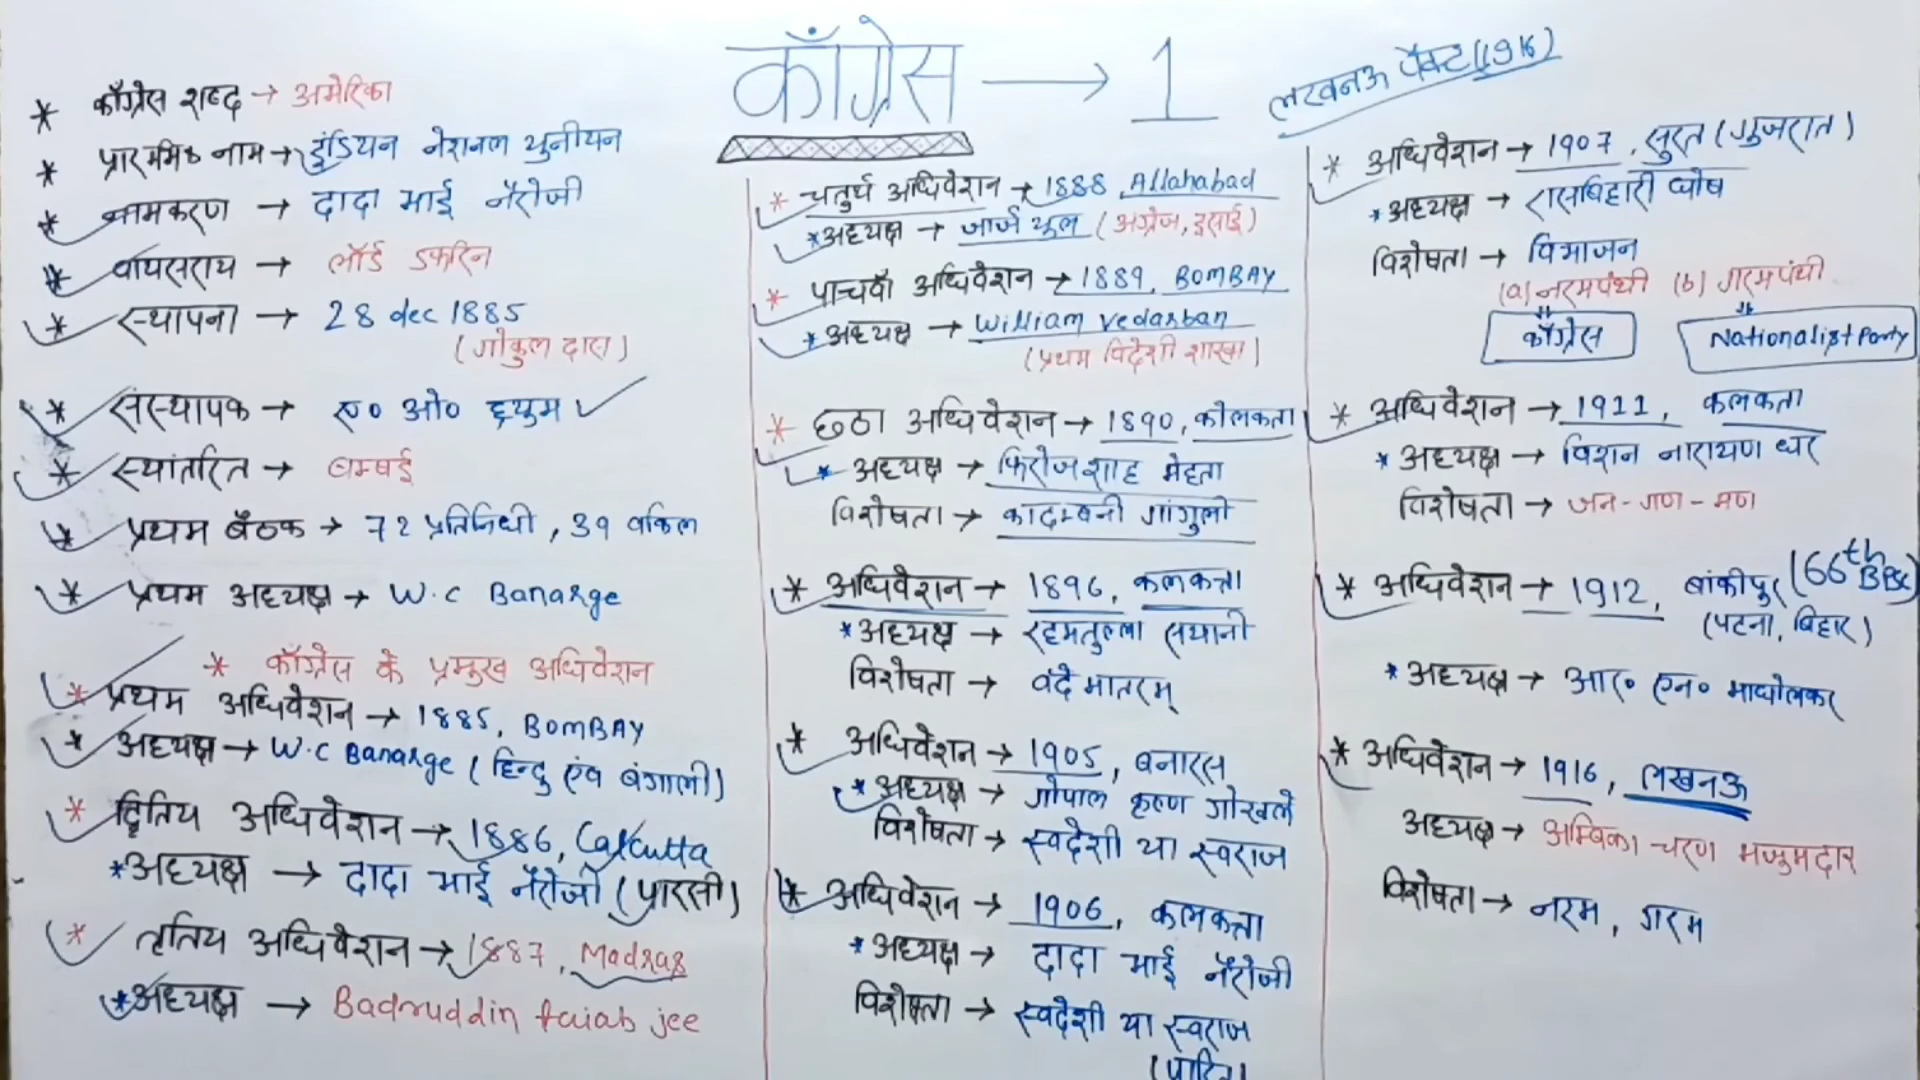 काँग्रेस → 1
लखनऊ पैक्ट (1916)
* काँग्रेस शब्द → अमेरिका
* प्रारम्भिक नाम → इंडियन नेशनल युनीयन
* नामकरण → दादा भाई नैरोजी
* वायसराय → लॉर्ड डफरिन
* स्थापना → 28 dec 1885
(गोकुल दास)
* संस्थापक → ए० ओ० ह्यूम
* स्थांतरित → बम्बई
* प्रथम बैठक → 72 प्रतिनिधी, 39 वकिल
* प्रथम अध्यक्ष → W.C Banarge
* काँग्रेस के प्रमुख अधिवेशन
* प्रथम अधिवेशन → 1885, BOMBAY
* अध्यक्ष → W.C Banarge (हिन्दु एंव बंगाली)
* द्वितिय अधिवेशन → 1886, Calcutta
* अध्यक्ष → दादा भाई नैरोजी (पारसी)
* तृतिय अधिवेशन → 1887, Madras
* अध्यक्ष → Badruddin taiab jee
* चतुर्थ अधिवेशन → 1888, Allahabad
* अध्यक्ष → जार्ज यूल (अंग्रेज, इसाई)
* पाचवाँ अधिवेशन → 1889, BOMBAY
* अध्यक्ष → William Vedarban
(प्रथम विदेशी शाखा)
* छठा अधिवेशन → 1890, कोलकता
* अध्यक्ष → फिरोजशाह मेहता
विशेषता → कादम्बनी गांगुली
* अधिवेशन → 1896, कलकत्ता
* अध्यक्ष → रहमतुल्ला सयानी
विशेषता → वंदे मातरम्
* अधिवेशन → 1905, बनारस
* अध्यक्ष → गोपाल कृष्ण गोखले
विशेषता → स्वदेशी या स्वराज
* अधिवेशन → 1906, कलकत्ता
* अध्यक्ष → दादा भाई नैरोजी
विशेषता → स्वदेशी या स्वराज
* अधिवेशन → 1907, सुरत (गुजरात)
* अध्यक्ष → रासबिहारी घोष
विशेषता → विभाजन
(a) नरमपंथी (b) गरमपंथी
काँग्रेस Nationalist Party
* अधिवेशन → 1911, कलकता
* अध्यक्ष → विशन नारायण धर
विशेषता → जन-गण-मण
* अधिवेशन → 1912, बांकीपुर (66th BPSC)
(पटना, बिहार)
* अध्यक्ष → आर० एन० माधोलकर
* अधिवेशन → 1916, लखनऊ
अध्यक्ष → अम्बिका चरण मजुमदार
विशेषता → नरम, गरम